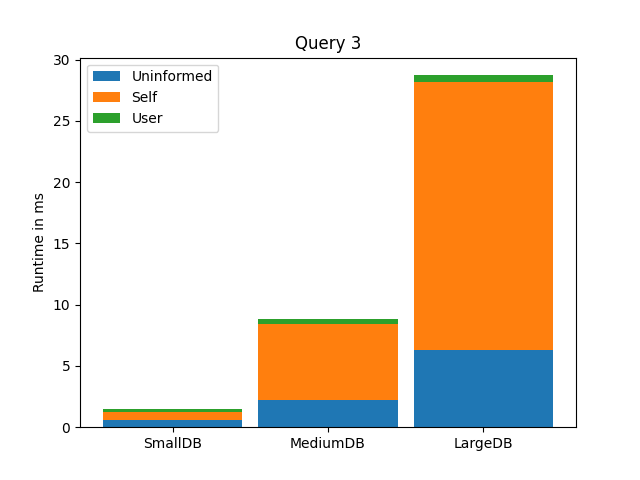 Query 3
Uninformed
Self
User
Runtime in ms
30
25
20
15
10
5
0
SmallDB
MediumDB
LargeDB